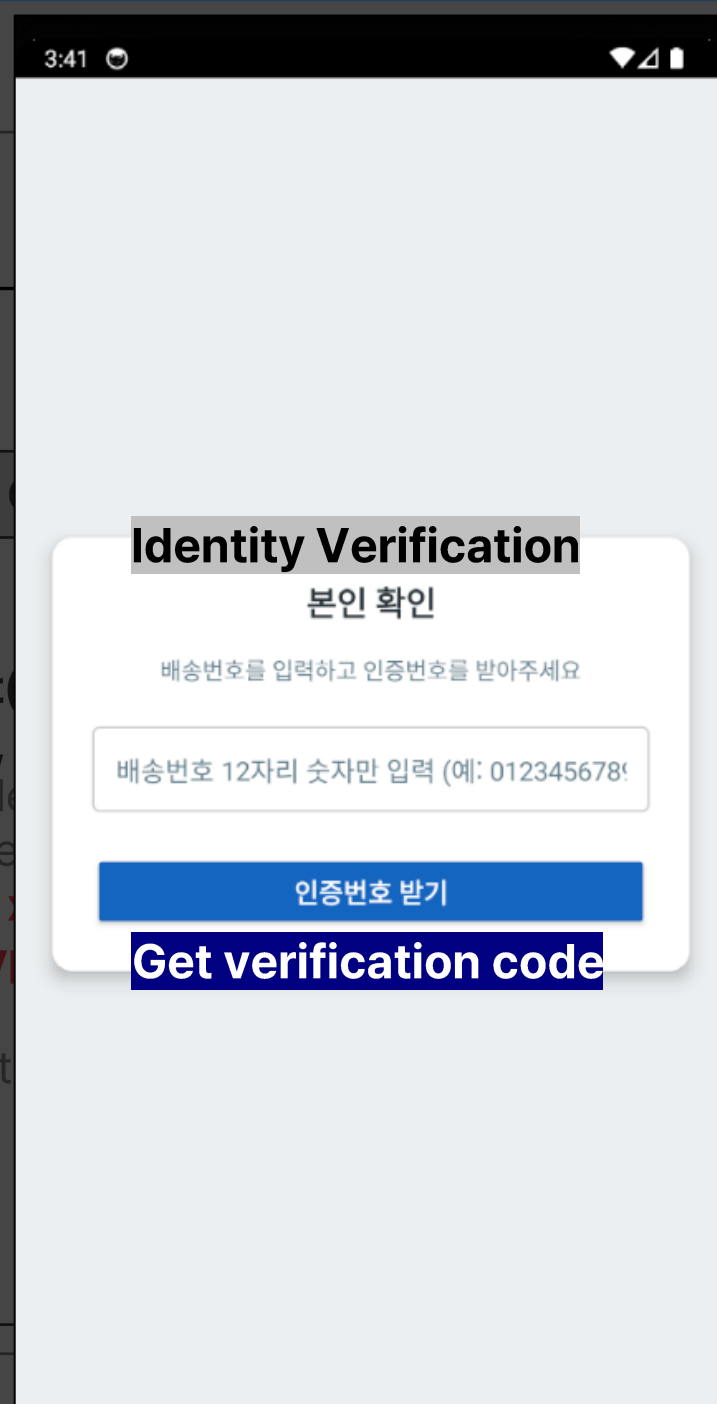 3:41
Identity Verification
본인 확인
배송번호를 입력하고 인증번호를 받아주세요
배송번호 12자리 숫자만 입력 (예: 0123456789
인증번호 받기
Get verification code